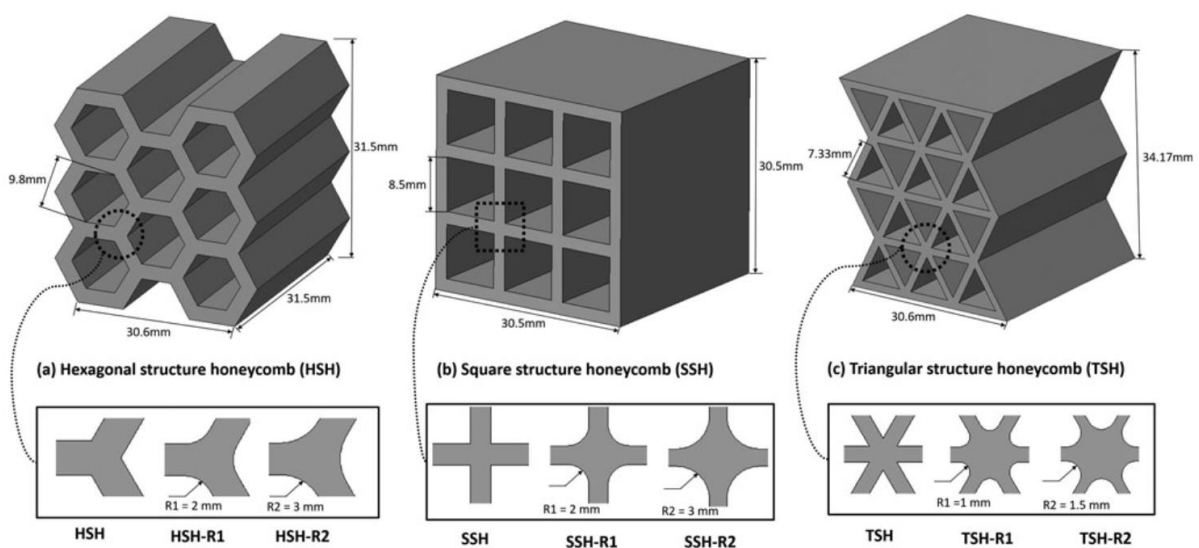 31.5mm
9.8mm
31.5mm
30.6mm
(a) Hexagonal structure honeycomb (HSH)
R1 = 2 mm
R2 = 3 mm
HSH
HSH-R1
HSH-R2
30.5mm
8.5mm
30.5mm
(b) Square structure honeycomb (SSH)
R1 = 2 mm
R2 = 3 mm
SSH
SSH-R1
SSH-R2
7.33mm
34.17mm
30.6mm
(c) Triangular structure honeycomb (TSH)
R1 =1 mm
R2 = 1.5 mm
TSH
TSH-R1
TSH-R2